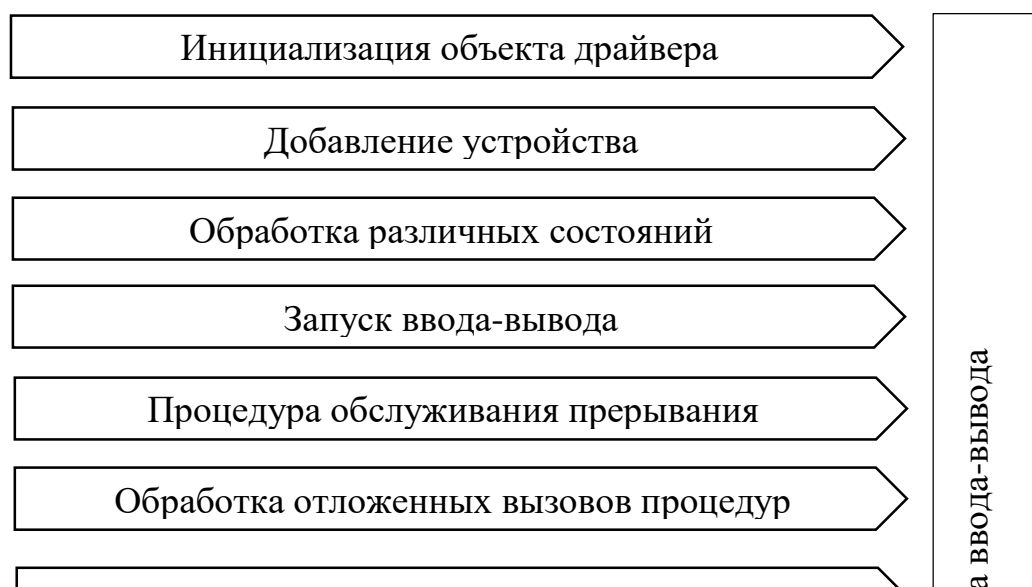 Инициализация объекта драйвера
Добавление устройства
Обработка различных состояний
Запуск ввода-вывода
Процедура обслуживания прерывания
Обработка отложенных вызовов процедур
а ввода-вывода